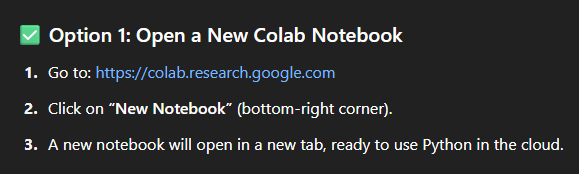 ✅ Option 1: Open a New Colab Notebook
1. Go to: https://colab.research.google.com
2. Click on “New Notebook” (bottom-right corner).
3. A new notebook will open in a new tab, ready to use Python in the cloud.